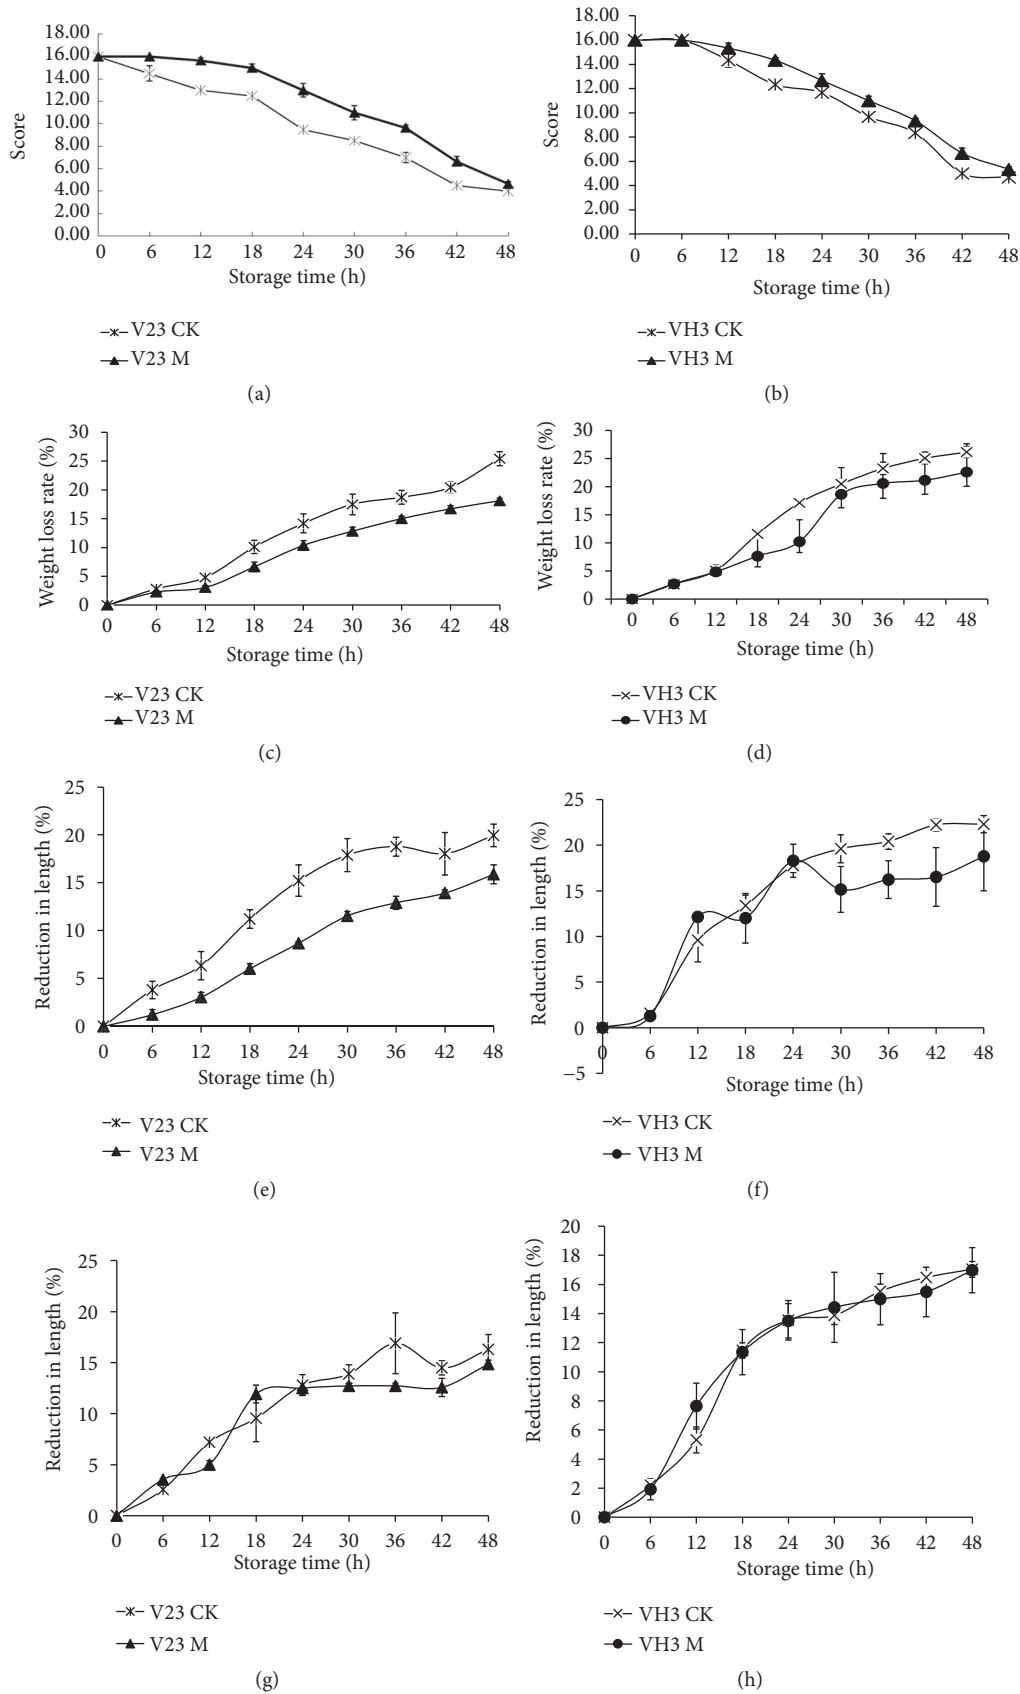 18.00
16.00
14.00
12.00
10.00
8.00
6.00
4.00
2.00
0.00
Score
0 6 12 18 24 30 36 42 48
Storage time (h)
V23 CK
V23 M
(a)
18.00
16.00
14.00
12.00
10.00
8.00
6.00
4.00
2.00
0.00
Score
0 6 12 18 24 30 36 42 48
Storage time (h)
VH3 CK
VH3 M
(b)
30
25
20
15
10
5
0
Weight loss rate (%)
0 6 12 18 24 30 36 42 48
Storage time (h)
V23 CK
V23 M
(c)
30
25
20
15
10
5
0
Weight loss rate (%)
0 6 12 18 24 30 36 42 48
Storage time (h)
VH3 CK
VH3 M
(d)
25
20
15
10
5
0
Reduction in length (%)
0 6 12 18 24 30 36 42 48
Storage time (h)
V23 CK
V23 M
(e)
25
20
15
10
5
0
−5
Reduction in length (%)
0 6 12 18 24 30 36 42 48
Storage time (h)
VH3 CK
VH3 M
(f)
25
20
15
10
5
0
Reduction in length (%)
0 6 12 18 24 30 36 42 48
Storage time (h)
V23 CK
V23 M
(g)
20
18
16
14
12
10
8
6
4
2
0
Reduction in length (%)
0 6 12 18 24 30 36 42 48
Storage time (h)
VH3 CK
VH3 M
(h)